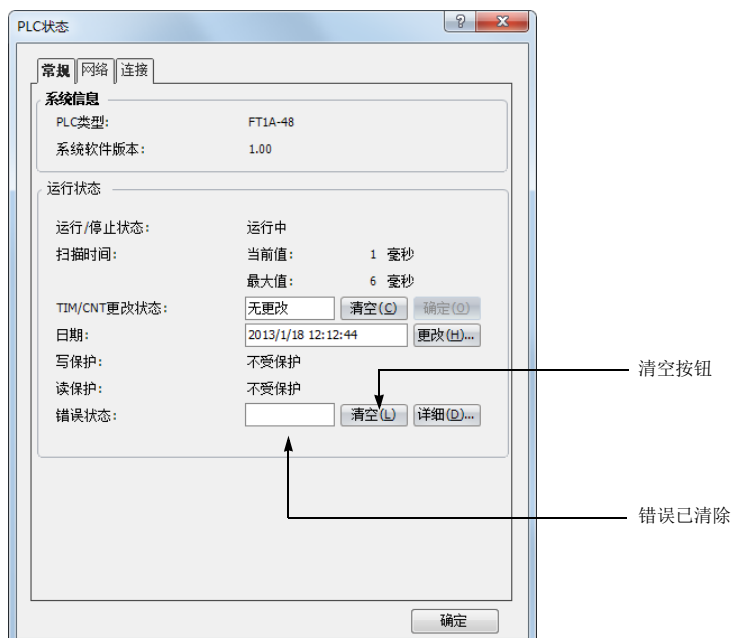 PLC状态
常规 网络 连接
系统信息
PLC类型: FT1A-48
系统软件版本: 1.00
运行状态
运行/停止状态: 运行中
扫描时间: 当前值: 1 毫秒
最大值: 6 毫秒
TIM/CNT更改状态: 无更改 清空(C) 确定(O)
日期: 2013/1/18 12:12:44 更改(H)...
写保护: 不受保护
清空按钮
读保护: 不受保护
错误状态: 清空(L) 详细(D)...
错误已清除
确定